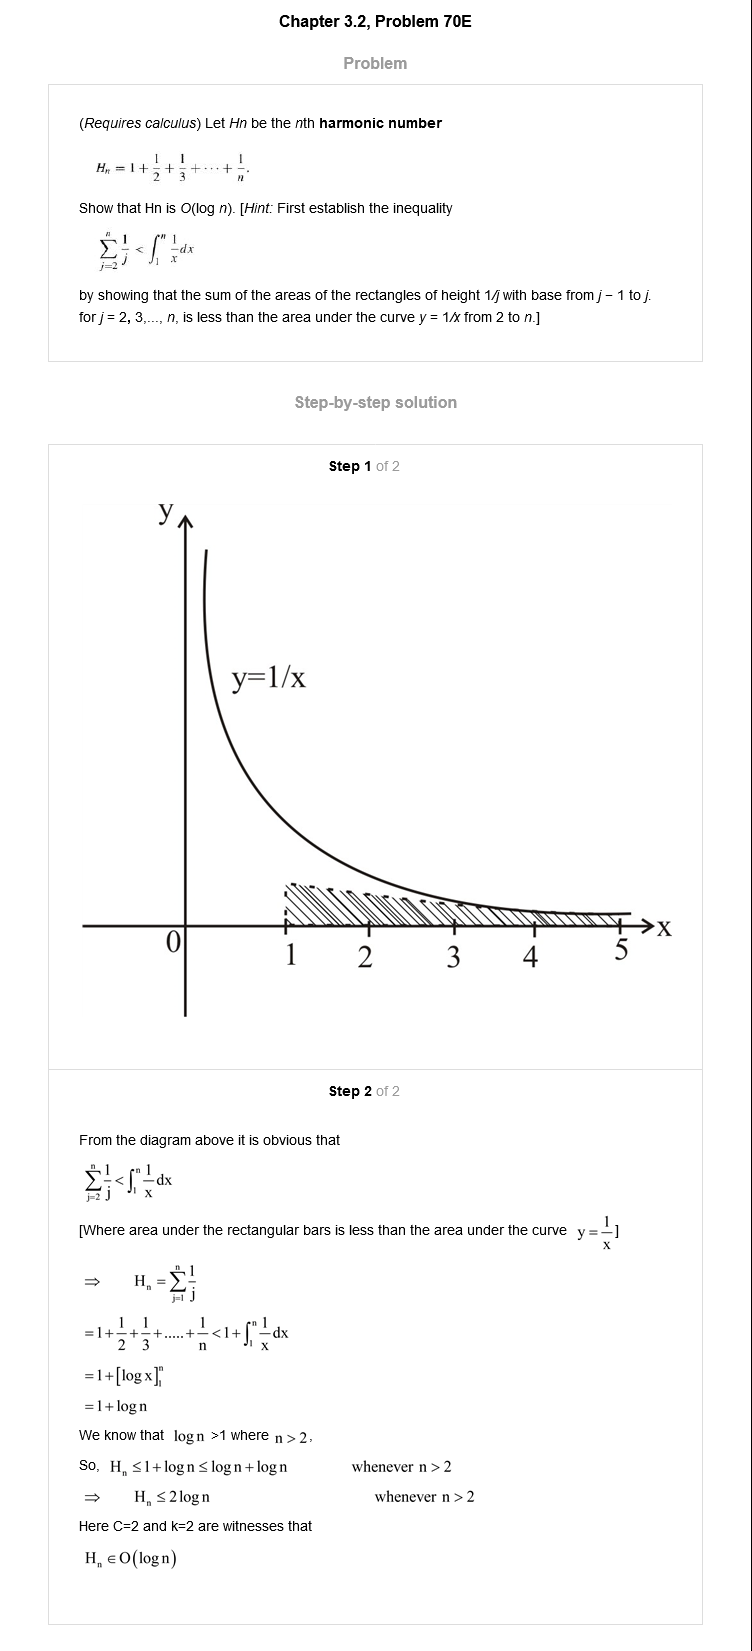 Chapter 3.2, Problem 70E
Problem
(Requires calculus) Let Hn be the nth harmonic number
Hₙ = 1 + 1/2 + 1/3 + ⋯ + 1/n.
Show that Hn is O(log n). [Hint: First establish the inequality
∑_{j=2}^{n} 1/j < ∫_1^n 1/x dx
by showing that the sum of the areas of the rectangles of height 1/j with base from j − 1 to j.
for j = 2, 3,..., n, is less than the area under the curve y = 1/x from 2 to n.]
Step-by-step solution
Step 1 of 2
y
y=1/x
0 1 2 3 4 5 x
Step 2 of 2
From the diagram above it is obvious that
∑_{j=2}^{n} 1/j < ∫_1^n 1/x dx
[Where area under the rectangular bars is less than the area under the curve y = 1/x]
⇒ Hₙ = ∑_{j=1}^{n} 1/j
= 1 + 1/2 + 1/3 + ..... + 1/n < 1 + ∫_1^n 1/x dx
= 1 + [log x]_1^n
= 1 + log n
We know that log n >1 where n > 2,
So, Hₙ ≤ 1 + log n ≤ log n + log n whenever n > 2
⇒ Hₙ ≤ 2 log n whenever n > 2
Here C=2 and k=2 are witnesses that
Hₙ ∈ O(log n)